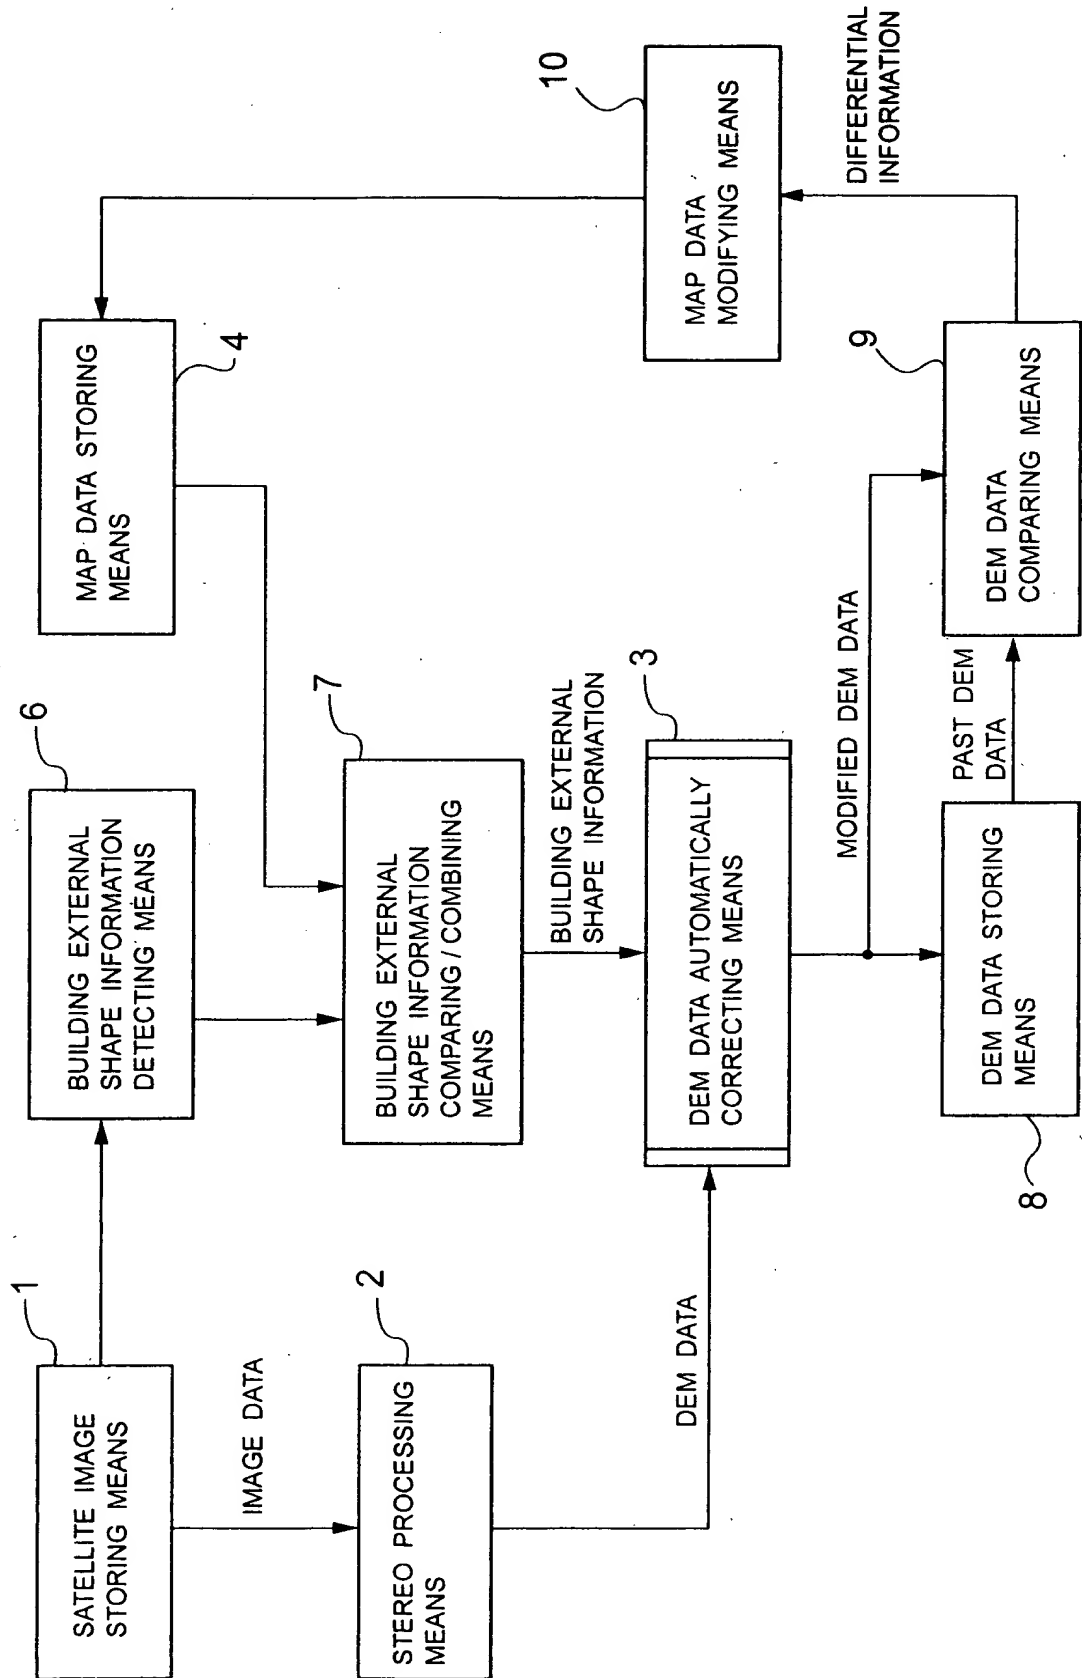 1
SATELLITE IMAGE
STORING MEANS
6
BUILDING EXTERNAL
SHAPE INFORMATION
DETECTING MEANS
4
MAP DATA STORING
MEANS
IMAGE DATA
2
STEREO PROCESSING
MEANS
7
BUILDING EXTERNAL
SHAPE INFORMATION
COMPARING / COMBINING
MEANS
BUILDING EXTERNAL
SHAPE INFORMATION
10
MAP DATA
MODIFYING MEANS
DEM DATA
3
DEM DATA AUTOMATICALLY
CORRECTING MEANS
MODIFIED DEM DATA
DIFFERENTIAL
INFORMATION
8
DEM DATA STORING
MEANS
PAST DEM
DATA
9
DEM DATA
COMPARING MEANS